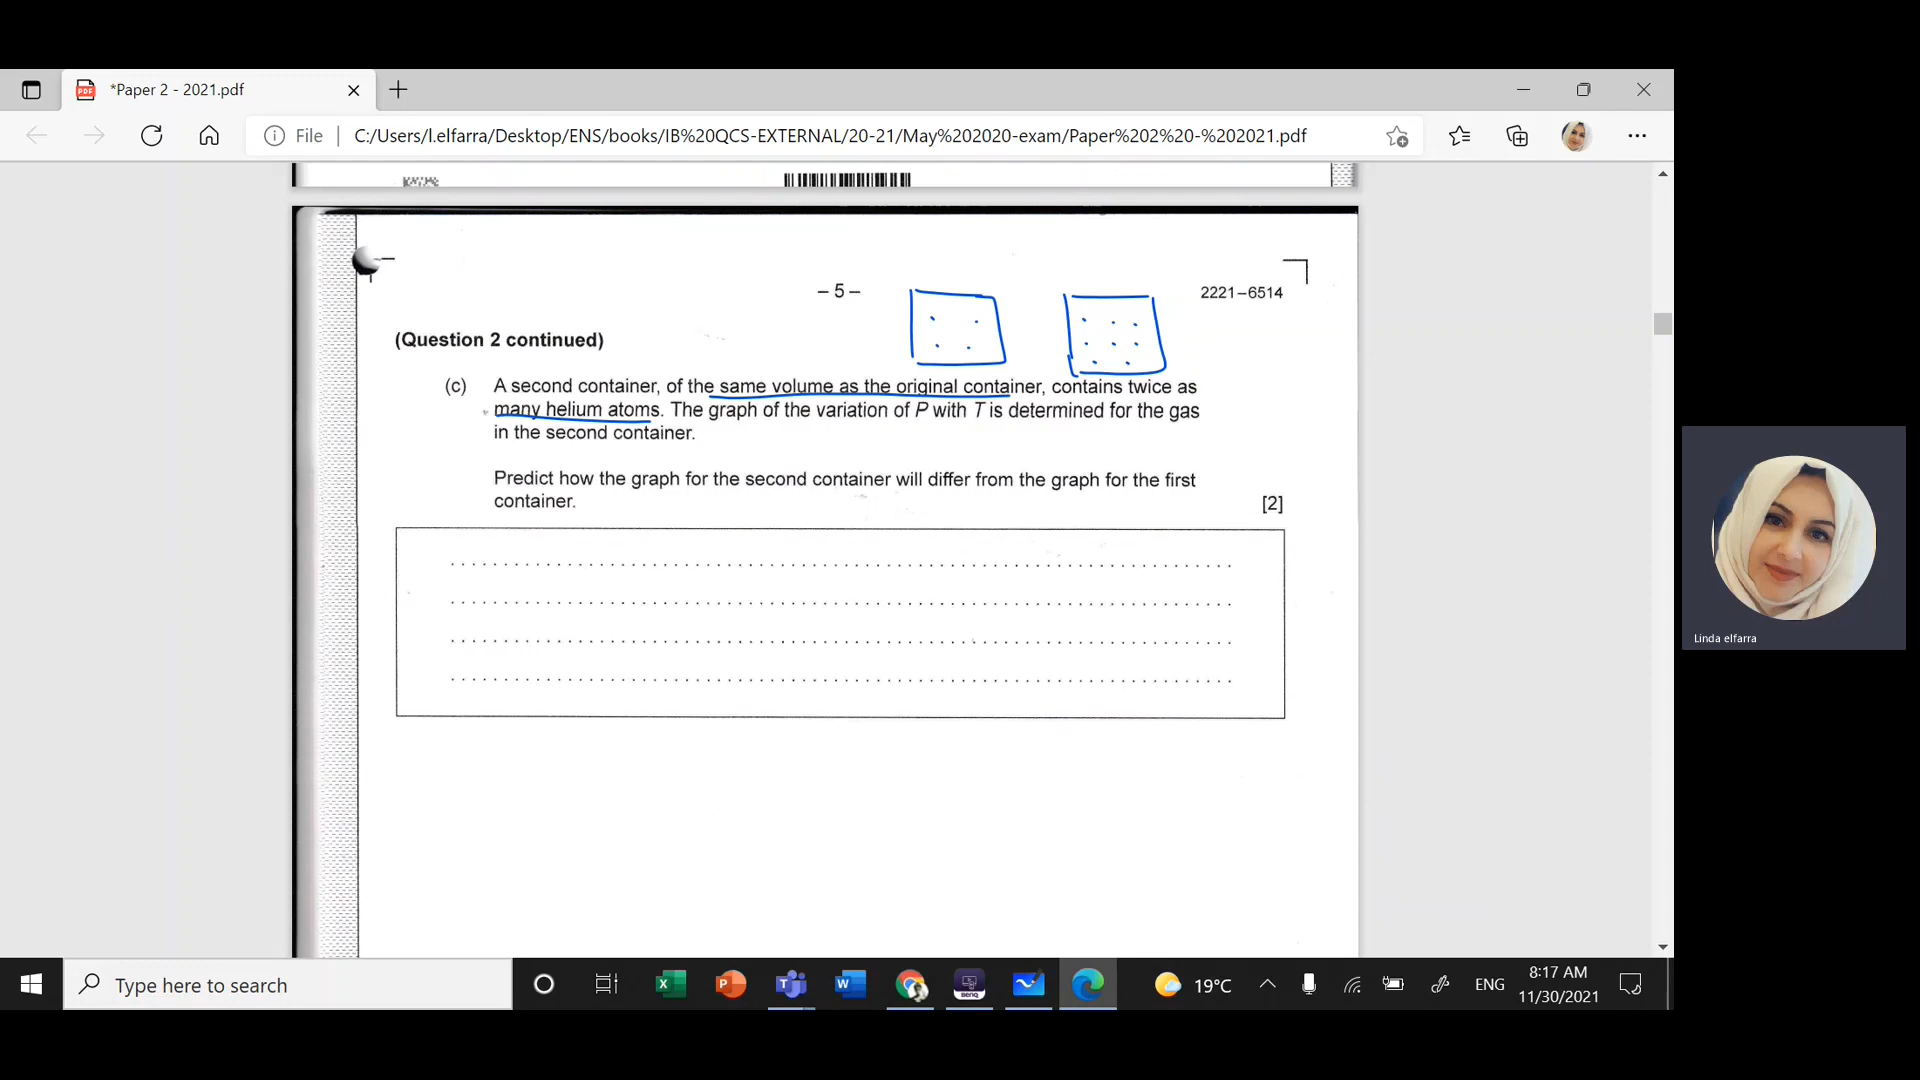 *Paper 2 - 2021.pdf
File
C:/Users/l.elfarra/Desktop/ENS/books/IB%20QCS-EXTERNAL/20-21/May%202020-exam/Paper%202%20-%202021.pdf
– 5 –
2221–6514
(Question 2 continued)
(c) A second container, of the same volume as the original container, contains twice as
many helium atoms. The graph of the variation of P with T is determined for the gas
in the second container.
Predict how the graph for the second container will differ from the graph for the first
container. [2]
Linda elfarra
Type here to search
19°C
ENG
8:17 AM
11/30/2021